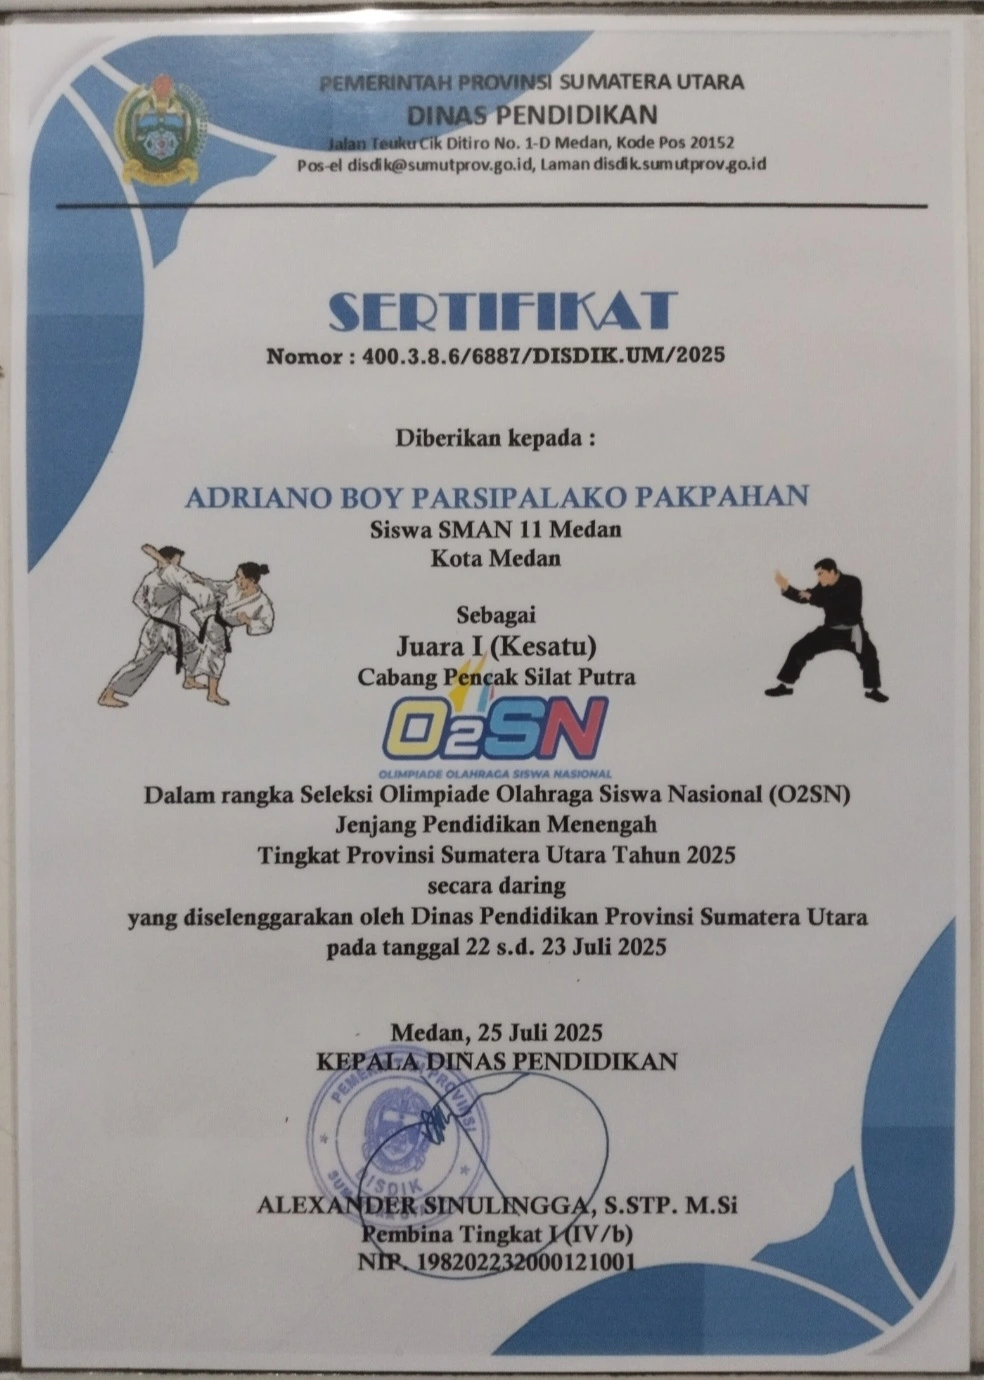 PEMERINTAH PROVINSI SUMATERA UTARA
DINAS PENDIDIKAN
Jalan Teuku Cik Ditiro No. 1-D Medan, Kode Pos 20152
Pos-el disdik@sumutprov.go.id, Laman disdik.sumutprov.go.id
SERTIFIKAT
Nomor : 400.3.8.6/6887/DISDIK.UM/2025
Diberikan kepada :
ADRIANO BOY PARSIPALAKO PAKPAHAN
Siswa SMAN 11 Medan
Kota Medan
Sebagai
Juara I (Kesatu)
Cabang Pencak Silat Putra
O2SN
OLIMPIADE OLAHRAGA SISWA NASIONAL
Dalam rangka Seleksi Olimpiade Olahraga Siswa Nasional (O2SN)
Jenjang Pendidikan Menengah
Tingkat Provinsi Sumatera Utara Tahun 2025
secara daring
yang diselenggarakan oleh Dinas Pendidikan Provinsi Sumatera Utara
pada tanggal 22 s.d. 23 Juli 2025
Medan, 25 Juli 2025
KEPALA DINAS PENDIDIKAN
PEMERINTAH PROVINSI
DISDIK
SUMATERA UTARA
ALEXANDER SINULINGGA, S.STP. M.Si
Pembina Tingkat I (IV/b)
NIP. 198202232000121001